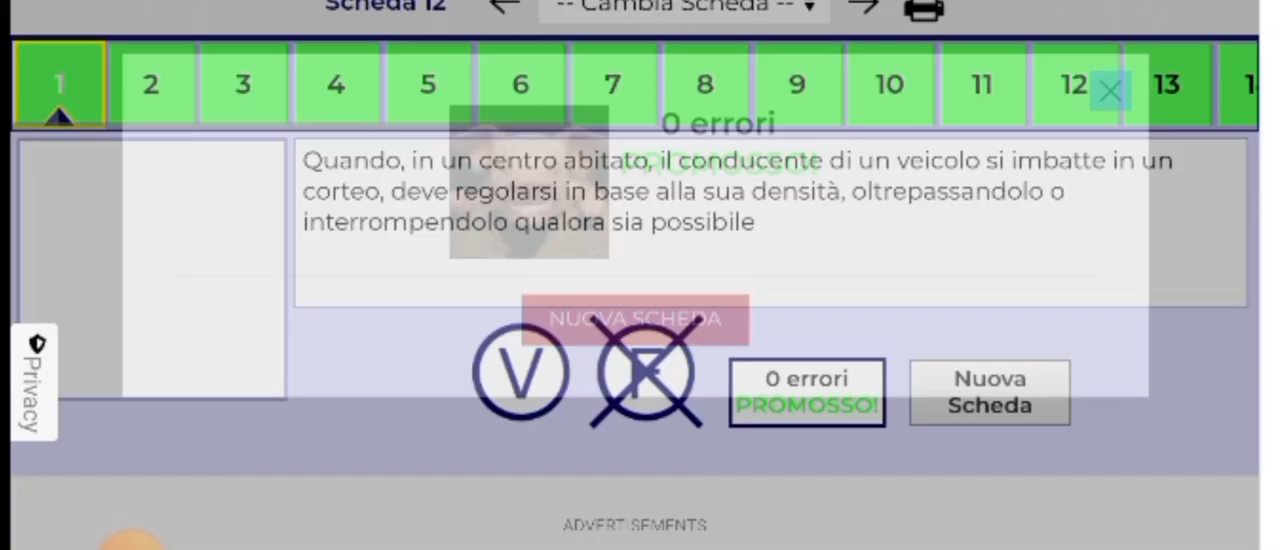 Scheda 12
-- Cambia Scheda --
1 2 3 4 5 6 7 8 9 10 11 12 13
0 errori
PROMOSSO!
Quando, in un centro abitato, il conducente di un veicolo si imbatte in un
corteo, deve regolarsi in base alla sua densità, oltrepassandolo o
interrompendolo qualora sia possibile
NUOVA SCHEDA
V F
0 errori
PROMOSSO!
Nuova
Scheda
Privacy
ADVERTISEMENTS